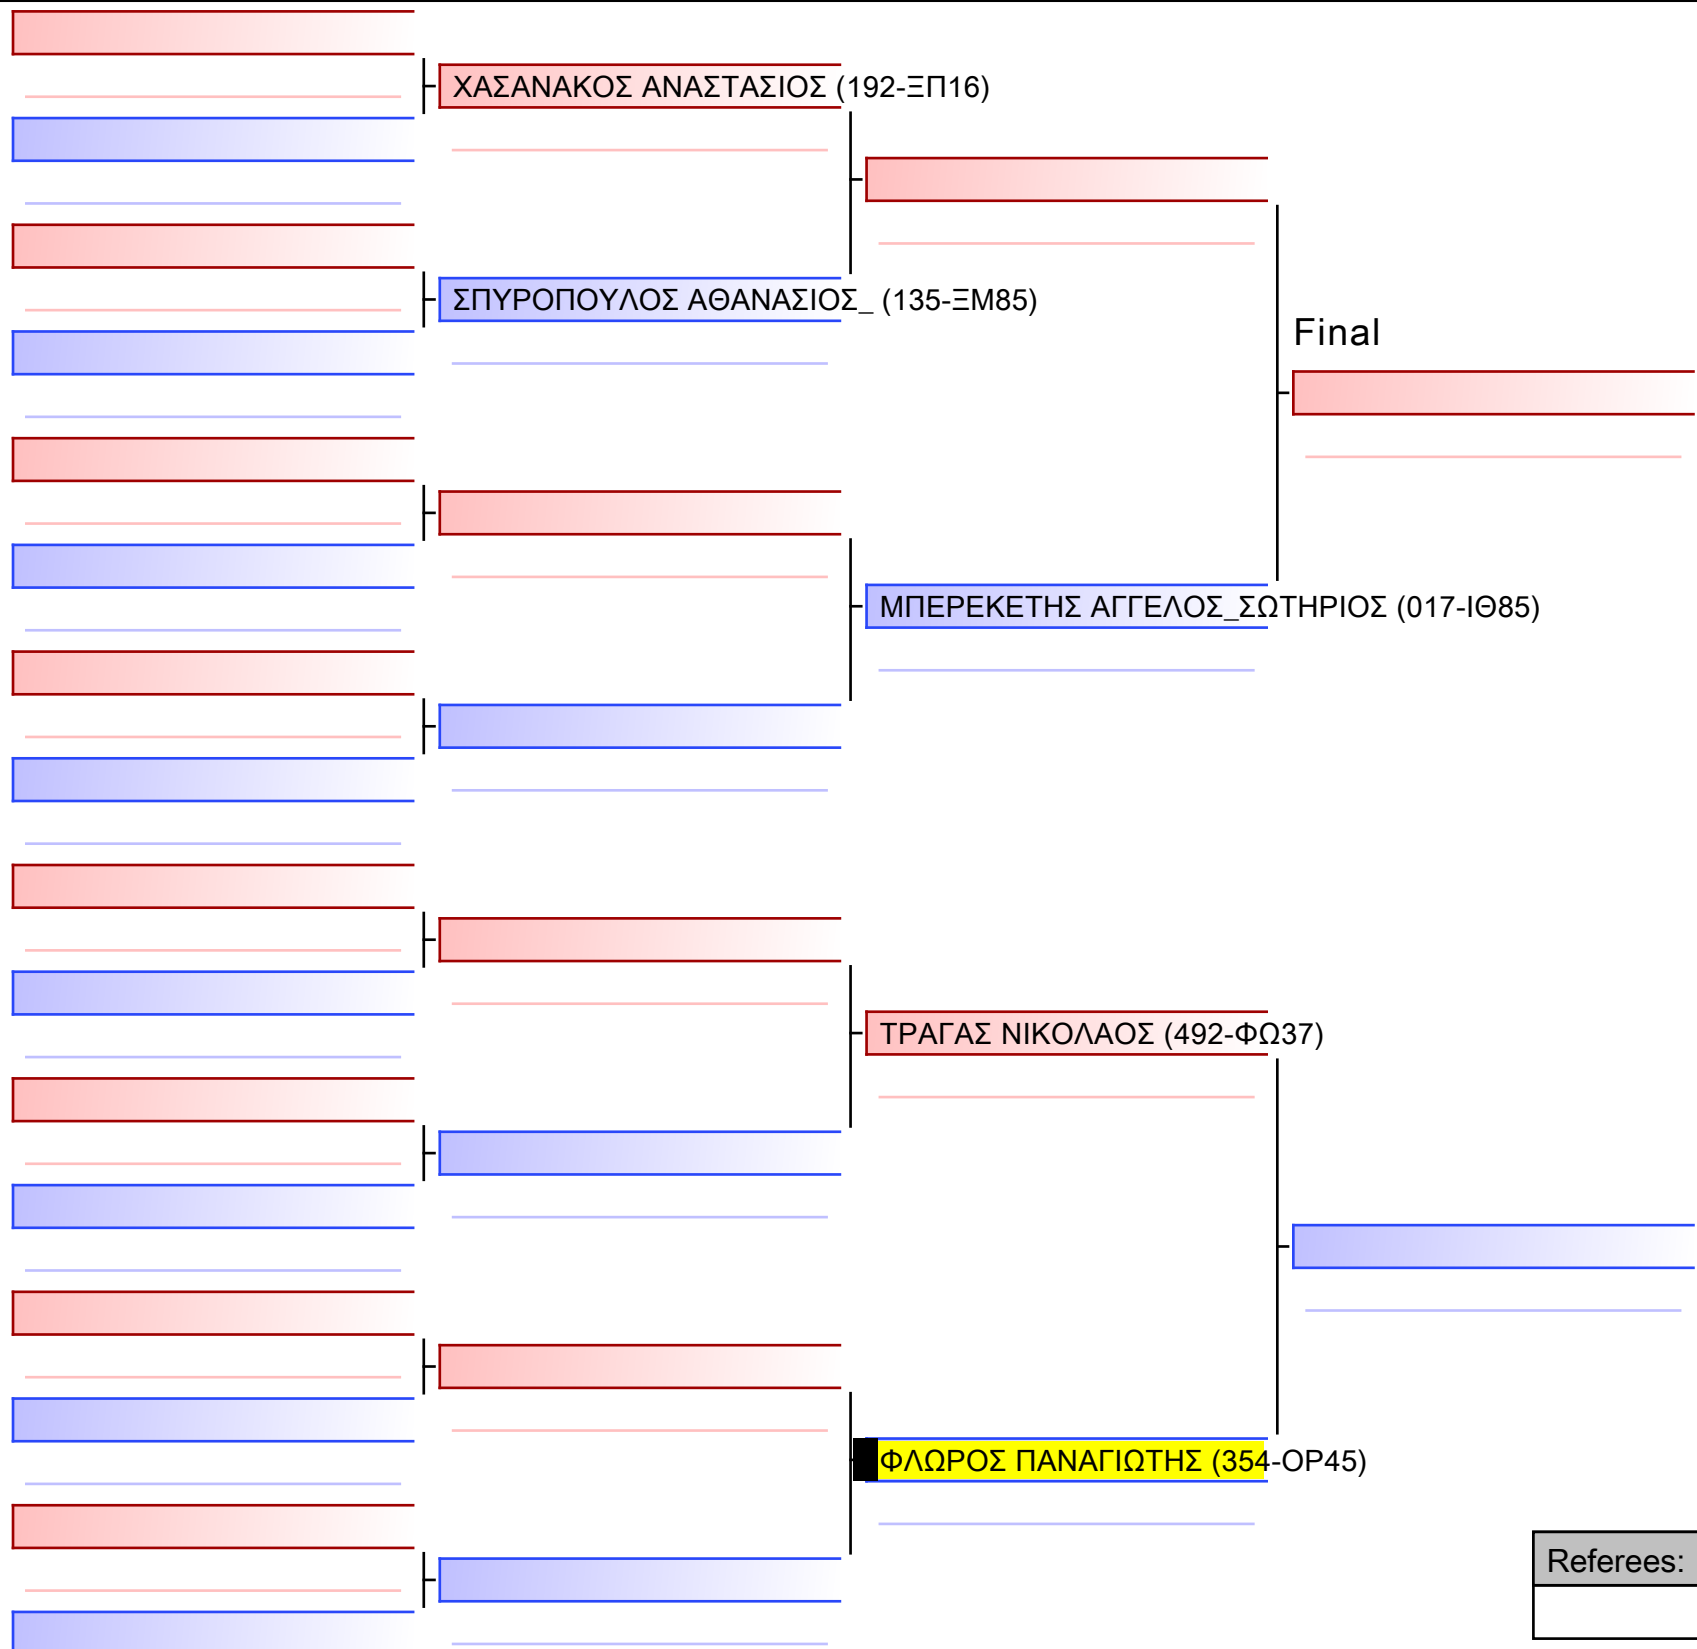 ΧΑΣΑΝΑΚΟΣ ΑΝΑΣΤΑΣΙΟΣ (192-ΞΠ16)
ΣΠΥΡΟΠΟΥΛΟΣ ΑΘΑΝΑΣΙΟΣ_ (135-ΞΜ85)
Final
ΜΠΕΡΕΚΕΤΗΣ ΑΓΓΕΛΟΣ_ΣΩΤΗΡΙΟΣ (017-ΙΘ85)
ΤΡΑΓΑΣ ΝΙΚΟΛΑΟΣ (492-ΦΩ37)
ΦΛΩΡΟΣ ΠΑΝΑΓΙΩΤΗΣ (354-ΟΡ45)
Referees: